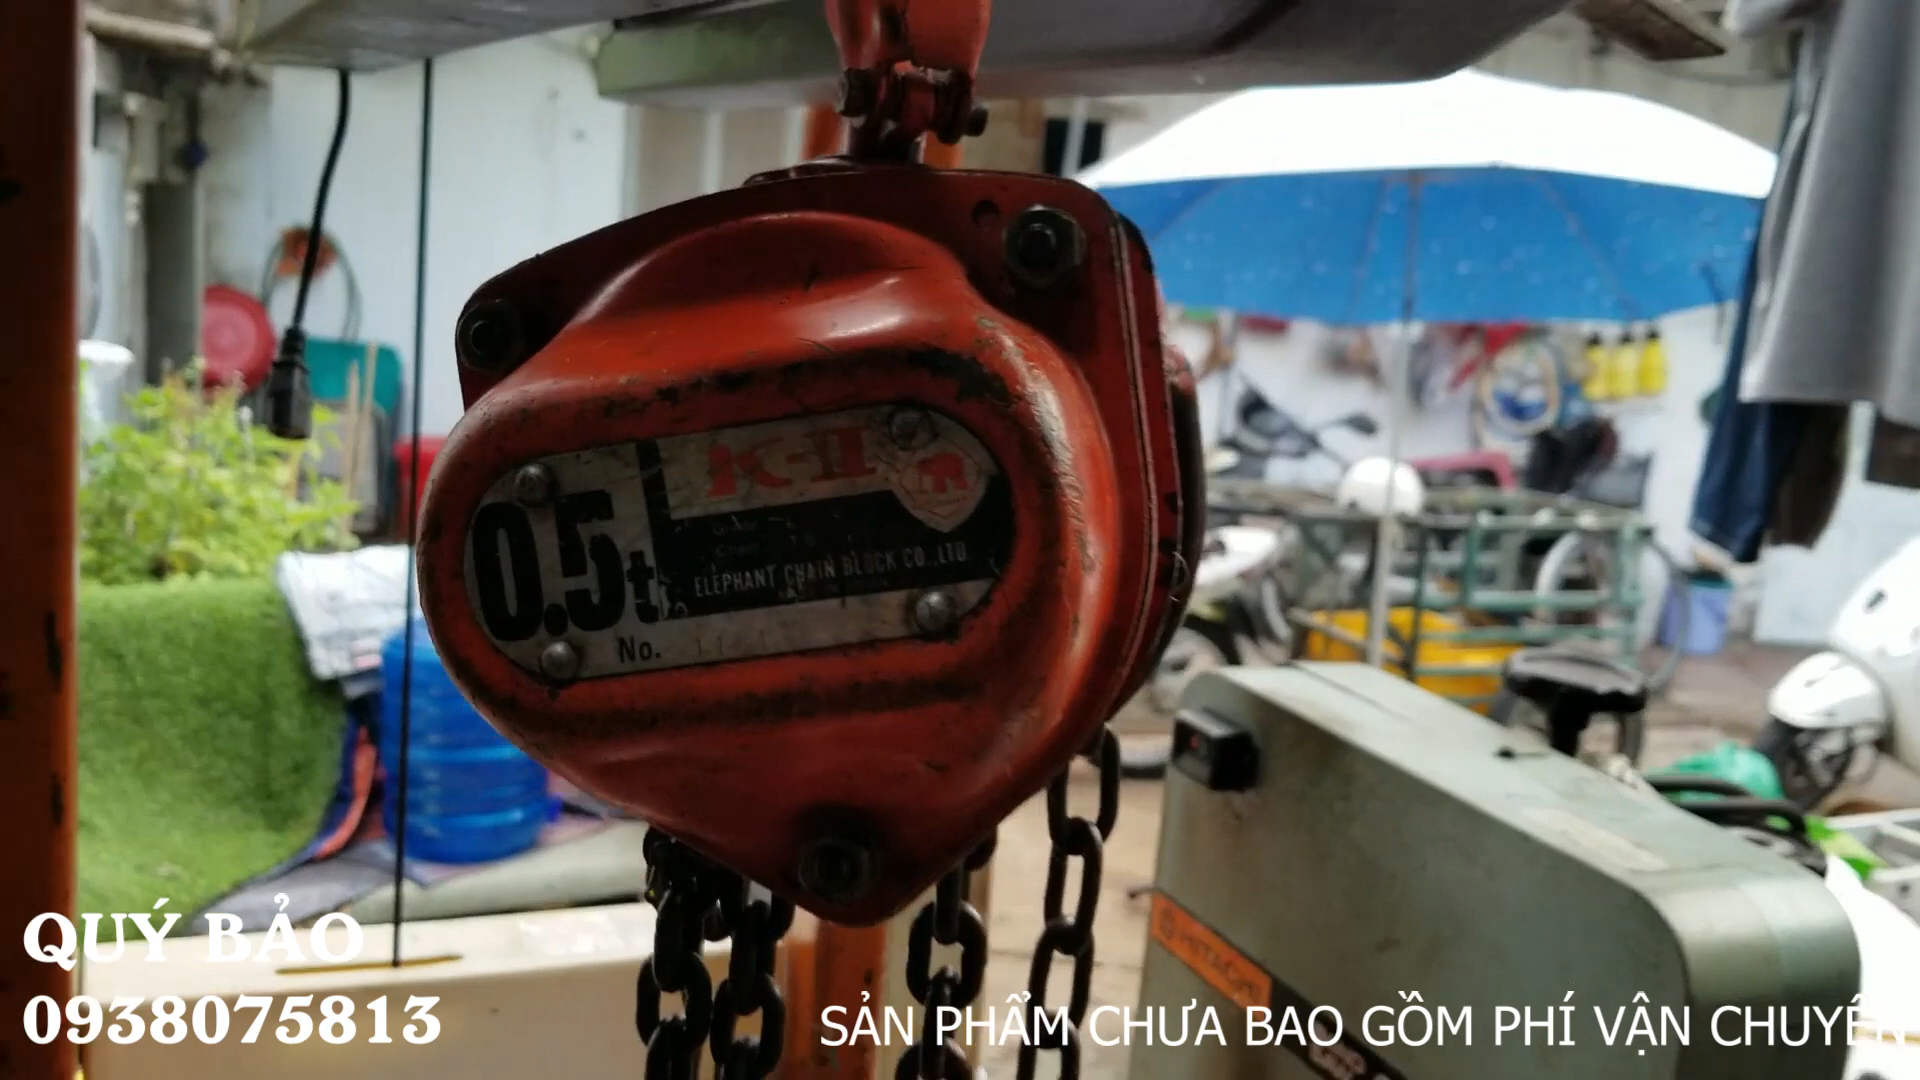 K-II
0.5t
ELEPHANT CHAIN BLOCK CO.,LTD.
No.
HITACHI
QUÝ BẢO
0938075813
SẢN PHẨM CHƯA BAO GỒM PHÍ VẬN CHUYỂN